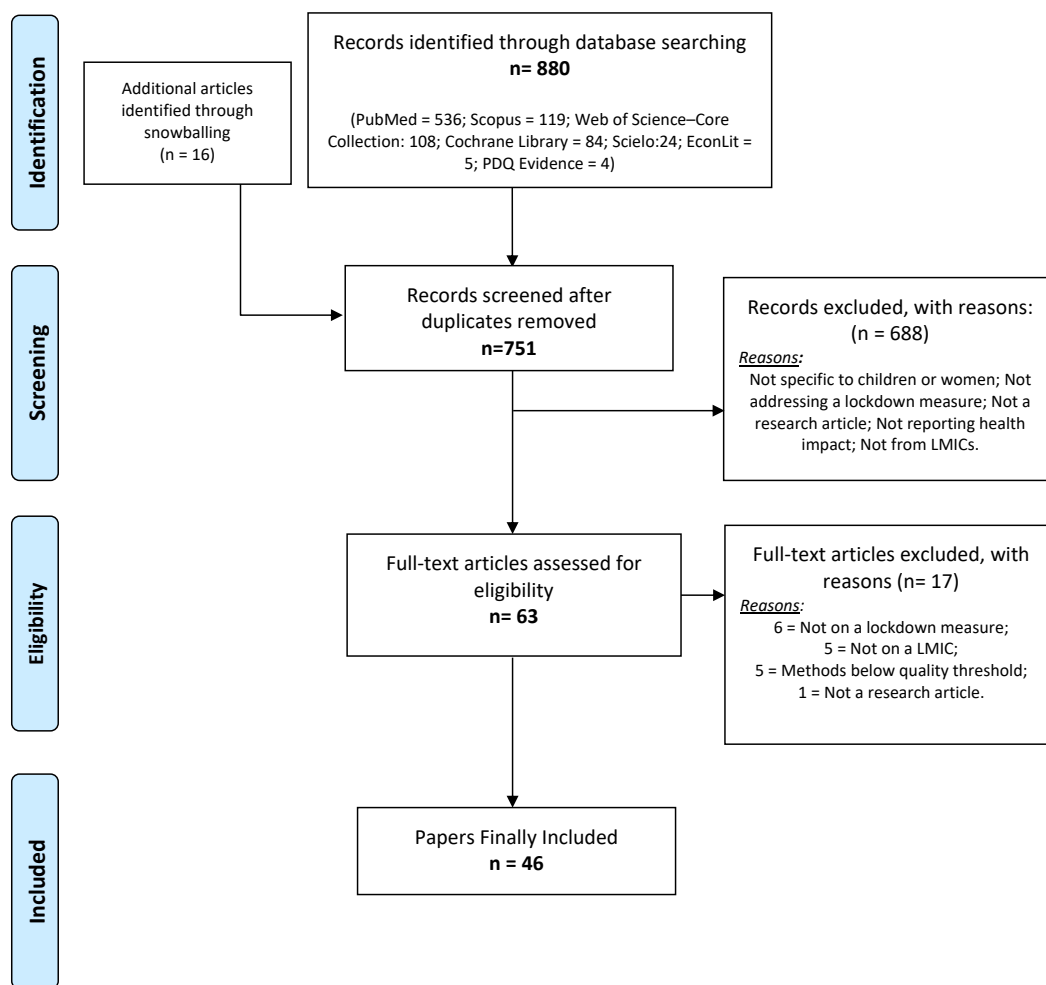 Identification
Records identified through database searching
n= 880
(PubMed = 536; Scopus = 119; Web of Science–Core
Collection: 108; Cochrane Library = 84; Scielo:24; EconLit =
5; PDQ Evidence = 4)
Additional articles
identified through
snowballing
(n = 16)
Screening
Records screened after
duplicates removed
n=751
Records excluded, with reasons:
(n = 688)
Reasons:
Not specific to children or women; Not
addressing a lockdown measure; Not a
research article; Not reporting health
impact; Not from LMICs.
Eligibility
Full-text articles assessed for
eligibility
n= 63
Full-text articles excluded, with
reasons (n= 17)
Reasons:
6 = Not on a lockdown measure;
5 = Not on a LMIC;
5 = Methods below quality threshold;
1 = Not a research article.
Included
Papers Finally Included
n = 46